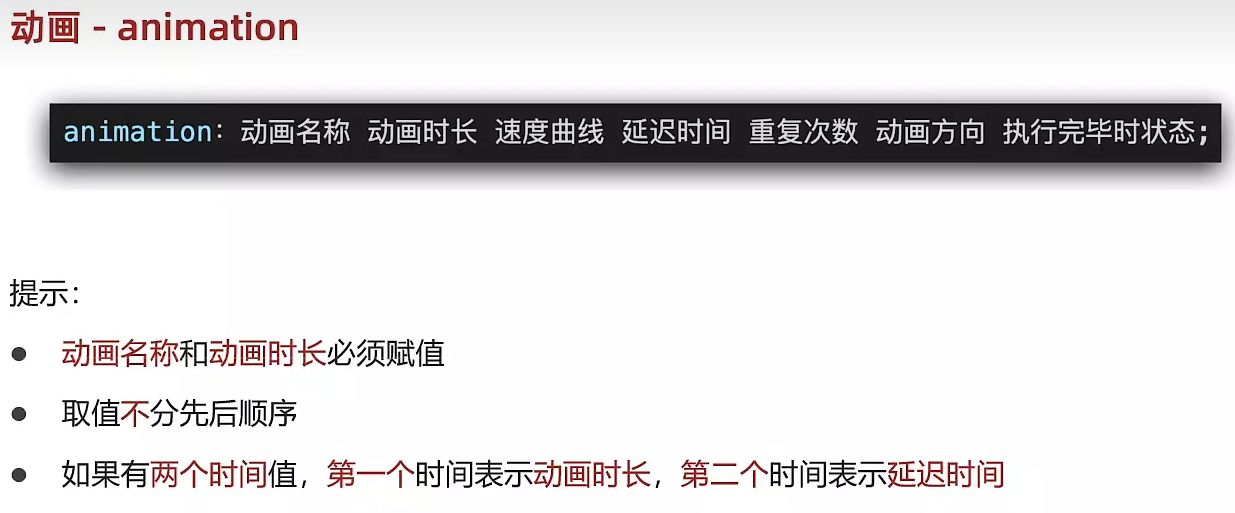 动画 - animation
animation：动画名称 动画时长 速度曲线 延迟时间 重复次数 动画方向 执行完毕时状态;
提示：
● 动画名称和动画时长必须赋值
● 取值不分先后顺序
● 如果有两个时间值，第一个时间表示动画时长，第二个时间表示延迟时间